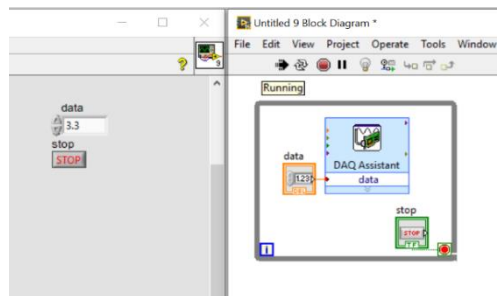 Untitled 9 Block Diagram *
File Edit View Project Operate Tools Window
Running
data
3.3
stop
STOP
data
1.23
DAQ Assistant
data
stop
STOP
TF
i